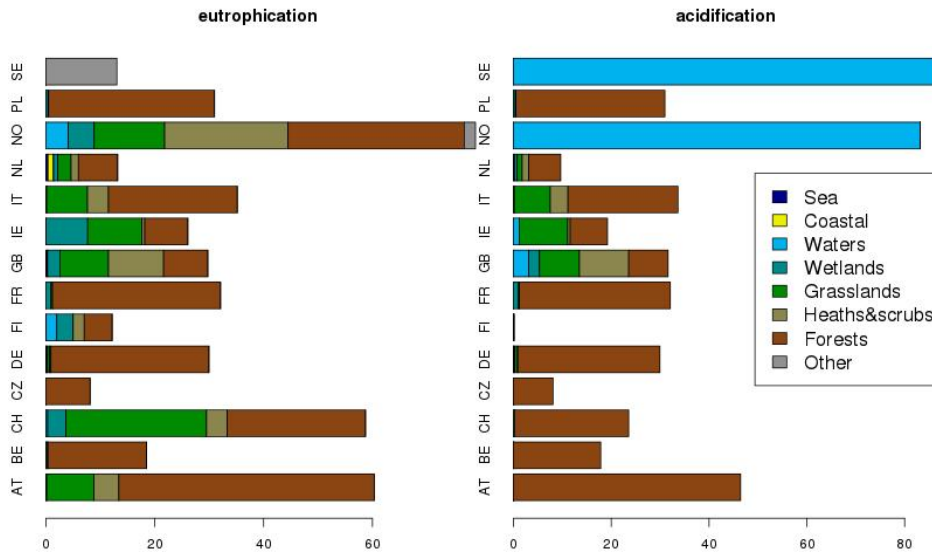 eutrophication
SE
PL
NO
NL
IT
IE
GB
FR
FI
DE
CZ
CH
BE
AT
0 20 40 60
acidification
SE
PL
NO
NL
IT
IE
GB
FR
FI
DE
CZ
CH
BE
AT
0 20 40 60 80
Sea
Coastal
Waters
Wetlands
Grasslands
Heaths&scrubs
Forests
Other